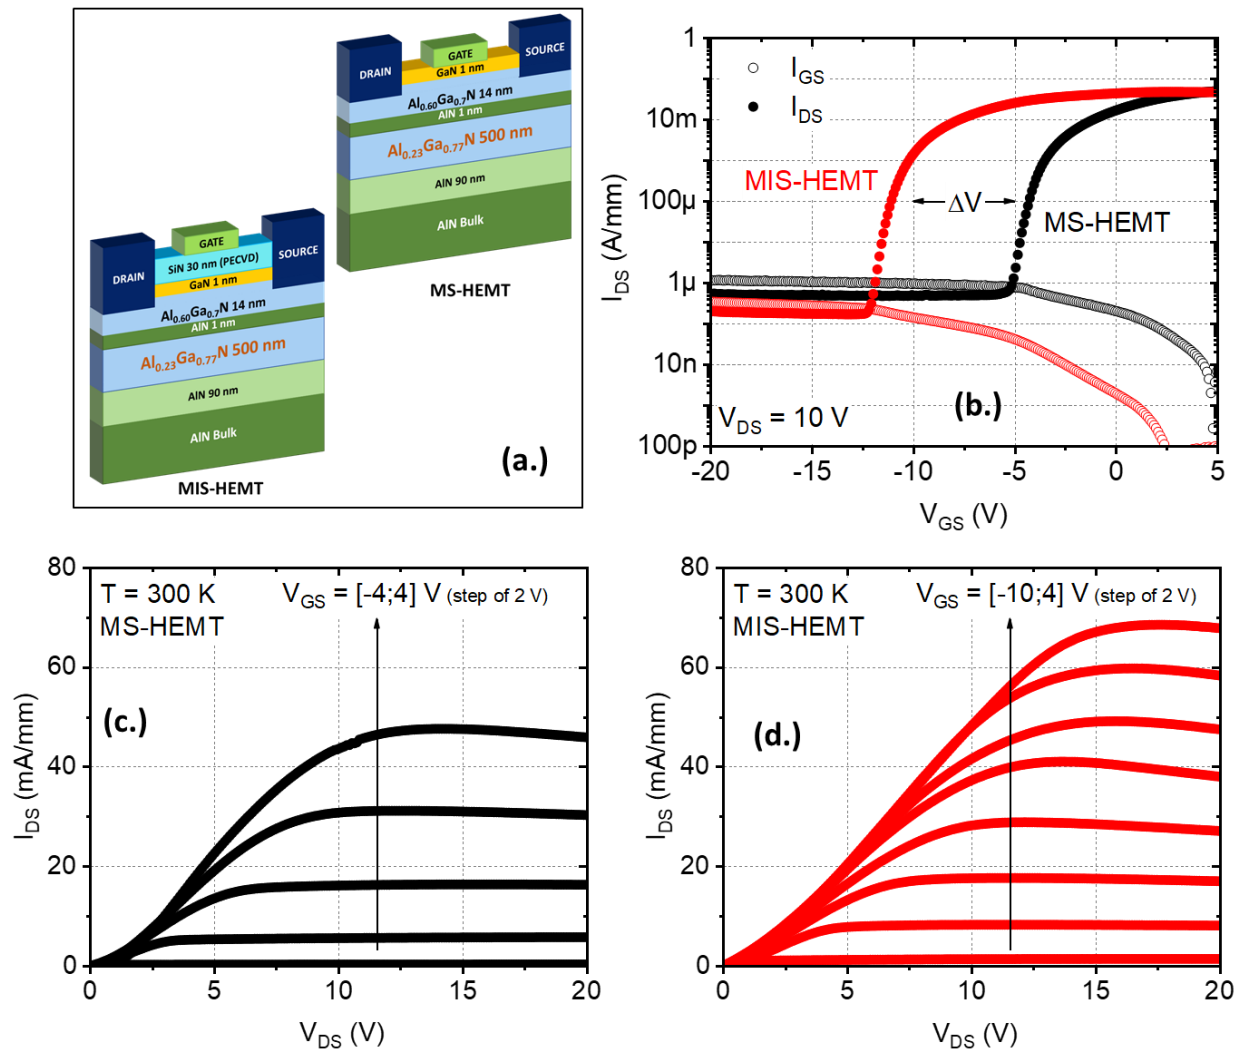 DRAIN
GATE
SOURCE
GaN 1 nm
Al0.60Ga0.7N 14 nm
AlN 1 nm
Al0.23Ga0.77N 500 nm
AlN 90 nm
AlN Bulk
MS-HEMT
DRAIN
GATE
SOURCE
SiN 30 nm (PECVD)
GaN 1 nm
Al0.60Ga0.7N 14 nm
AlN 1 nm
Al0.23Ga0.77N 500 nm
AlN 90 nm
AlN Bulk
MIS-HEMT
(a.)
IDS (A/mm)
1
10m
100µ
1µ
10n
100p
IGS
IDS
MIS-HEMT
ΔV
MS-HEMT
VDS = 10 V
(b.)
-20 -15 -10 -5 0 5
VGS (V)
IDS (mA/mm)
80
60
40
20
0
T = 300 K VGS = [-4;4] V (step of 2 V)
MS-HEMT
(c.)
0 5 10 15 20
VDS (V)
IDS (mA/mm)
80
60
40
20
0
T = 300 K VGS = [-10;4] V (step of 2 V)
MIS-HEMT
(d.)
0 5 10 15 20
VDS (V)